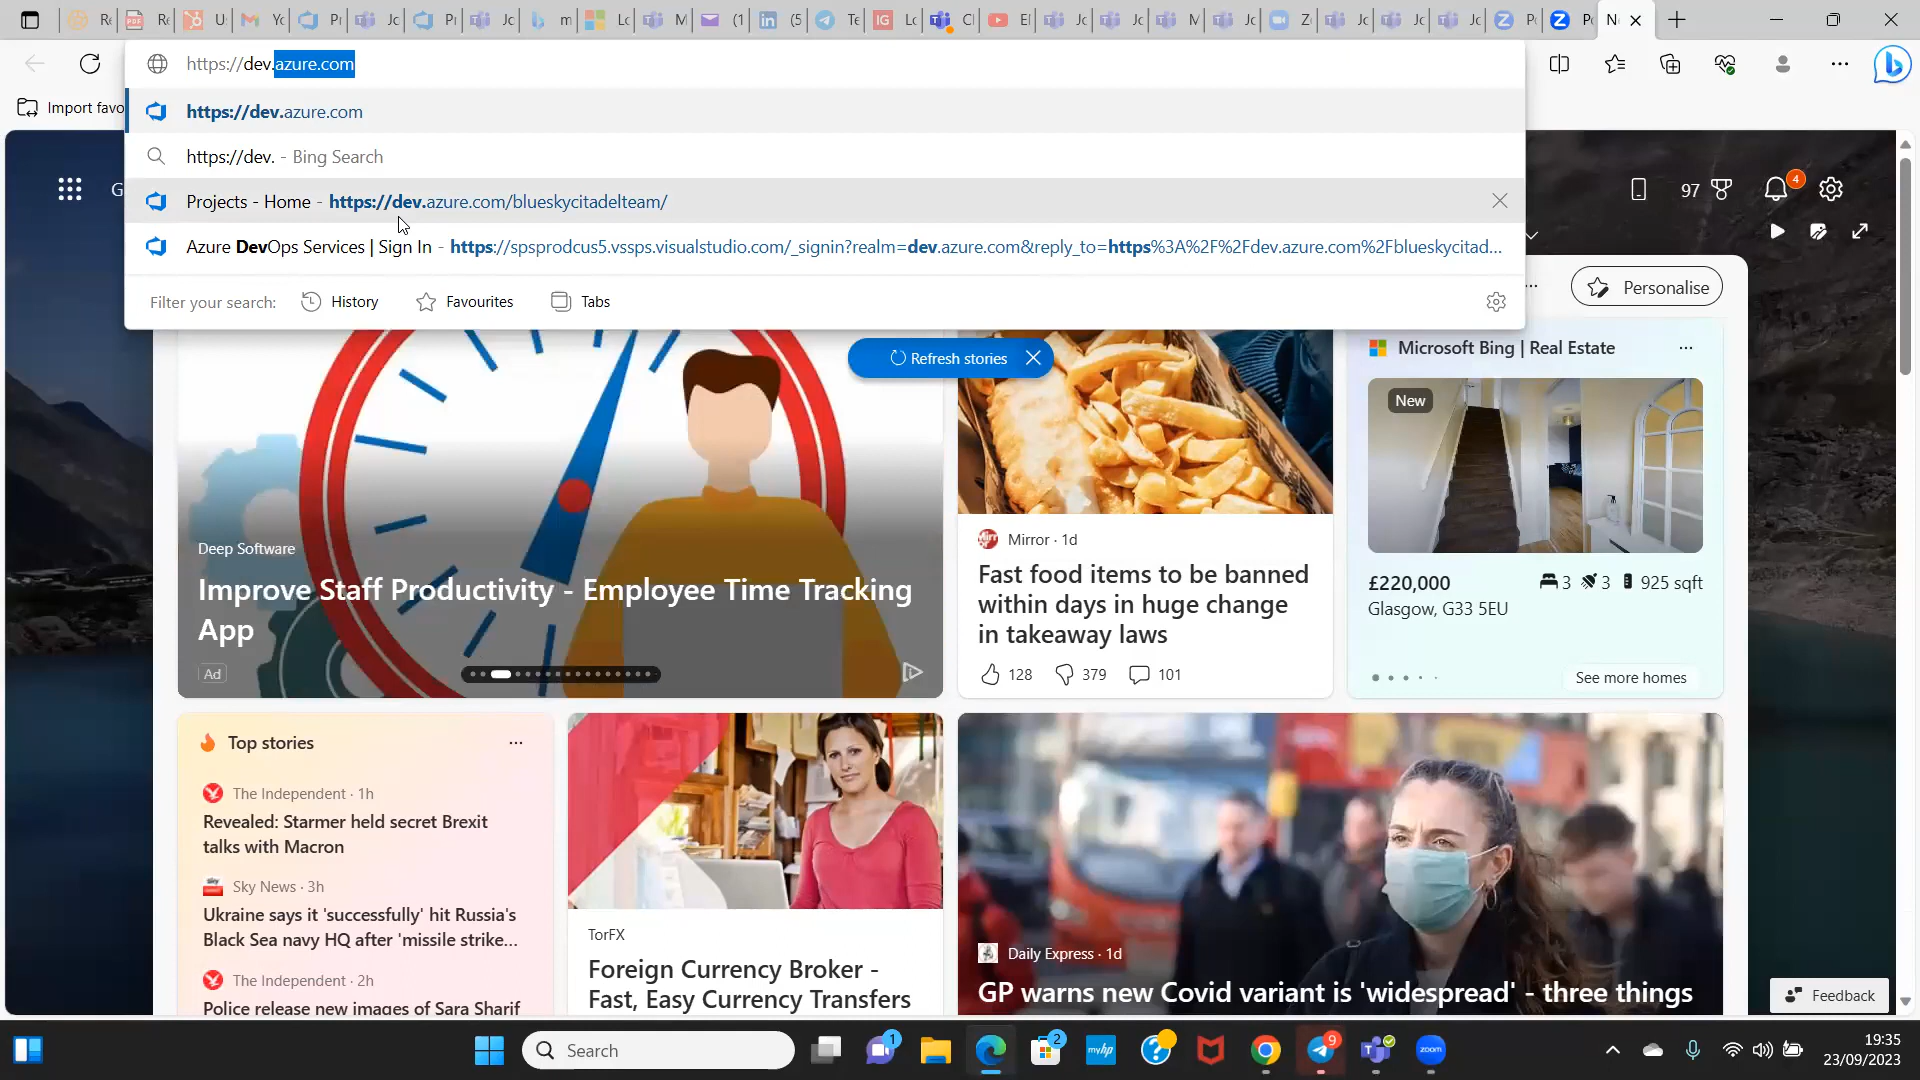 https://dev.azure.com
Import favo
https://dev.azure.com
https://dev. - Bing Search
Projects - Home - https://dev.azure.com/blueskycitadelteam/
Azure DevOps Services | Sign In - https://spsprodcus5.vssps.visualstudio.com/_signin?realm=dev.azure.com&reply_to=https%3A%2F%2Fdev.azure.com%2Fblueskycitad...
Filter your search: History Favourites Tabs
97
4
Personalise
Refresh stories
Deep Software
Improve Staff Productivity - Employee Time Tracking
App
Ad
Mirror · 1d
Fast food items to be banned
within days in huge change
in takeaway laws
128 379 101
Microsoft Bing | Real Estate
New
£220,000 3 3 925 sqft
Glasgow, G33 5EU
See more homes
Top stories
The Independent · 1h
Revealed: Starmer held secret Brexit
talks with Macron
Sky News · 3h
Ukraine says it 'successfully' hit Russia's
Black Sea navy HQ after 'missile strike...
The Independent · 2h
Police release new images of Sara Sharif
TorFX
Foreign Currency Broker -
Fast, Easy Currency Transfers
Daily Express · 1d
GP warns new Covid variant is 'widespread' - three things
Feedback
Search
1
2
myhp
9
zoom
19:35
23/09/2023